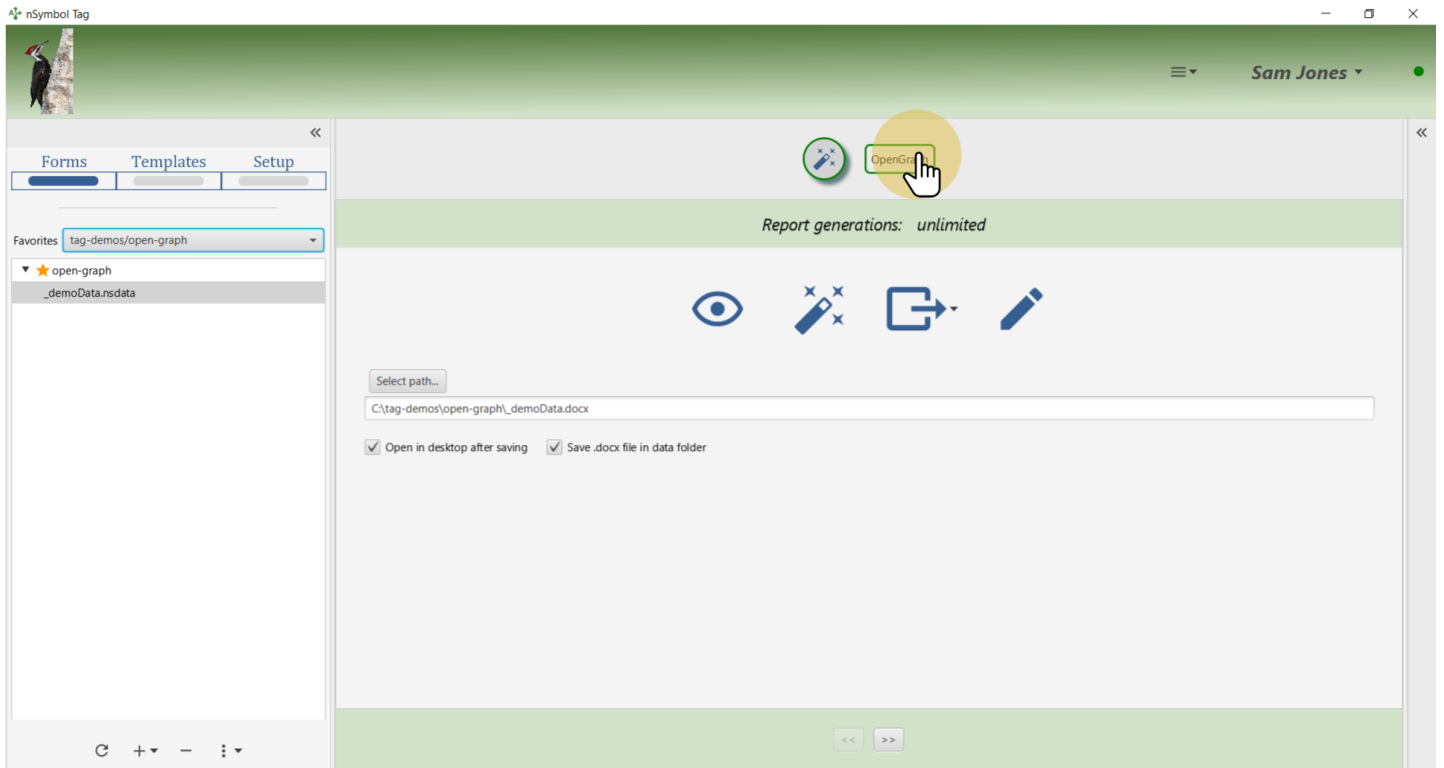 nSymbol Tag
Sam Jones
Forms Templates Setup
OpenGraph
Report generations: unlimited
Favorites tag-demos/open-graph
open-graph
_demoData.nsdata
Select path...
C:\tag-demos\open-graph\_demoData.docx
Open in desktop after saving Save .docx file in data folder
<< >>